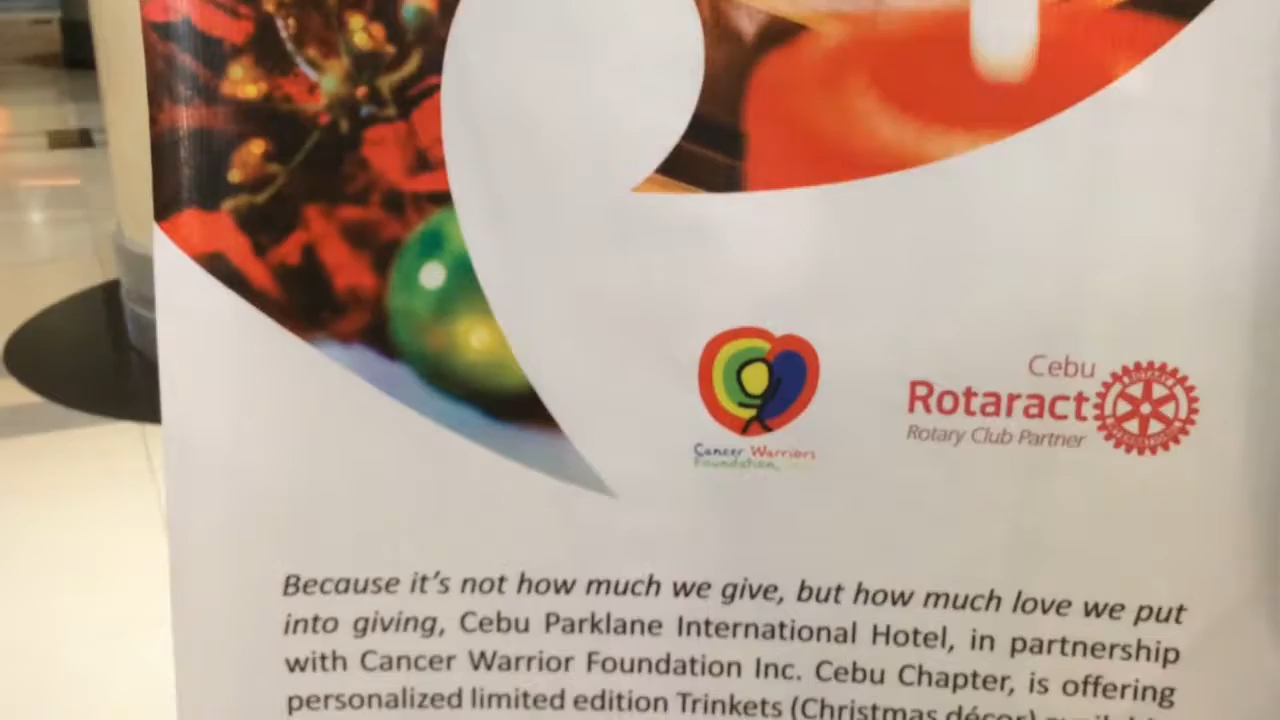 Cancer Warriors
Foundation,
Cebu
Rotaract
Rotary Club Partner
ROTARY
INTERNATIONAL
Because it's not how much we give, but how much love we put
into giving, Cebu Parklane International Hotel, in partnership
with Cancer Warrior Foundation Inc. Cebu Chapter, is offering
personalized limited edition Trinkets (Christmas décor)